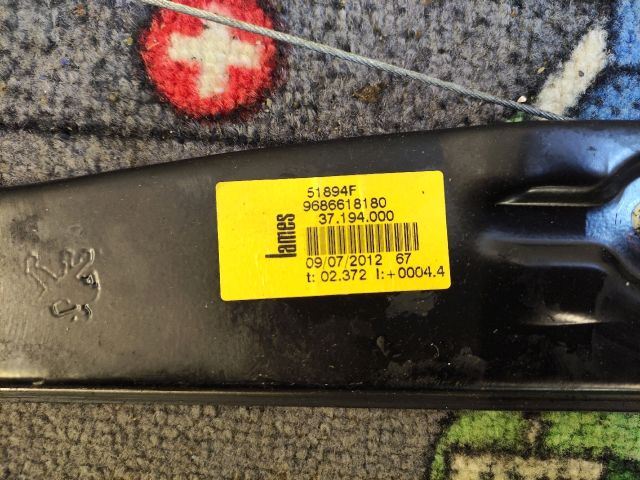 51894F
9686618180
37.194.000
lames
09/07/2012 67
t: 02.372 l:+0004.4